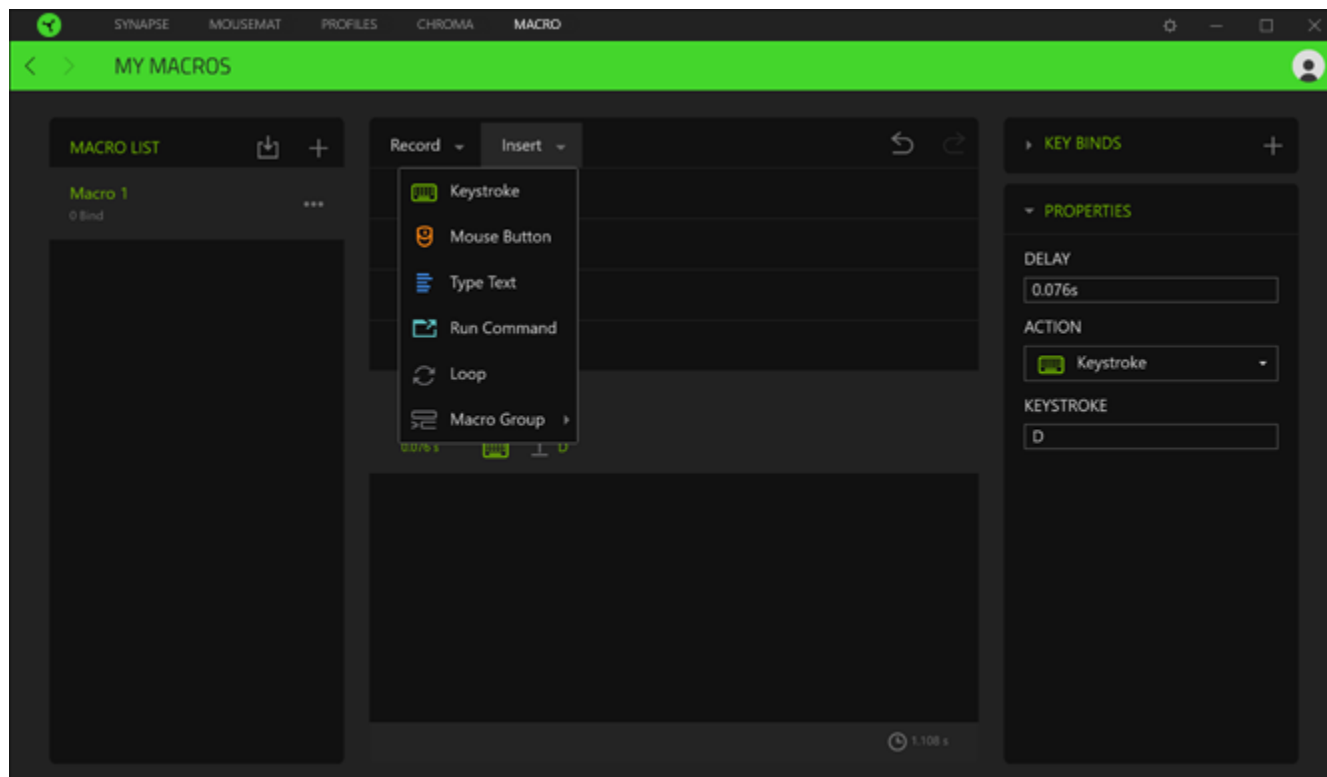 SYNAPSE MOUSEMAT PROFILES CHROMA MACRO
MY MACROS
MACRO LIST
Macro 1
0 Bind
Record Insert
Keystroke
Mouse Button
Type Text
Run Command
Loop
Macro Group
0.076 s D
1.108 s
KEY BINDS
PROPERTIES
DELAY
0.076s
ACTION
Keystroke
KEYSTROKE
D